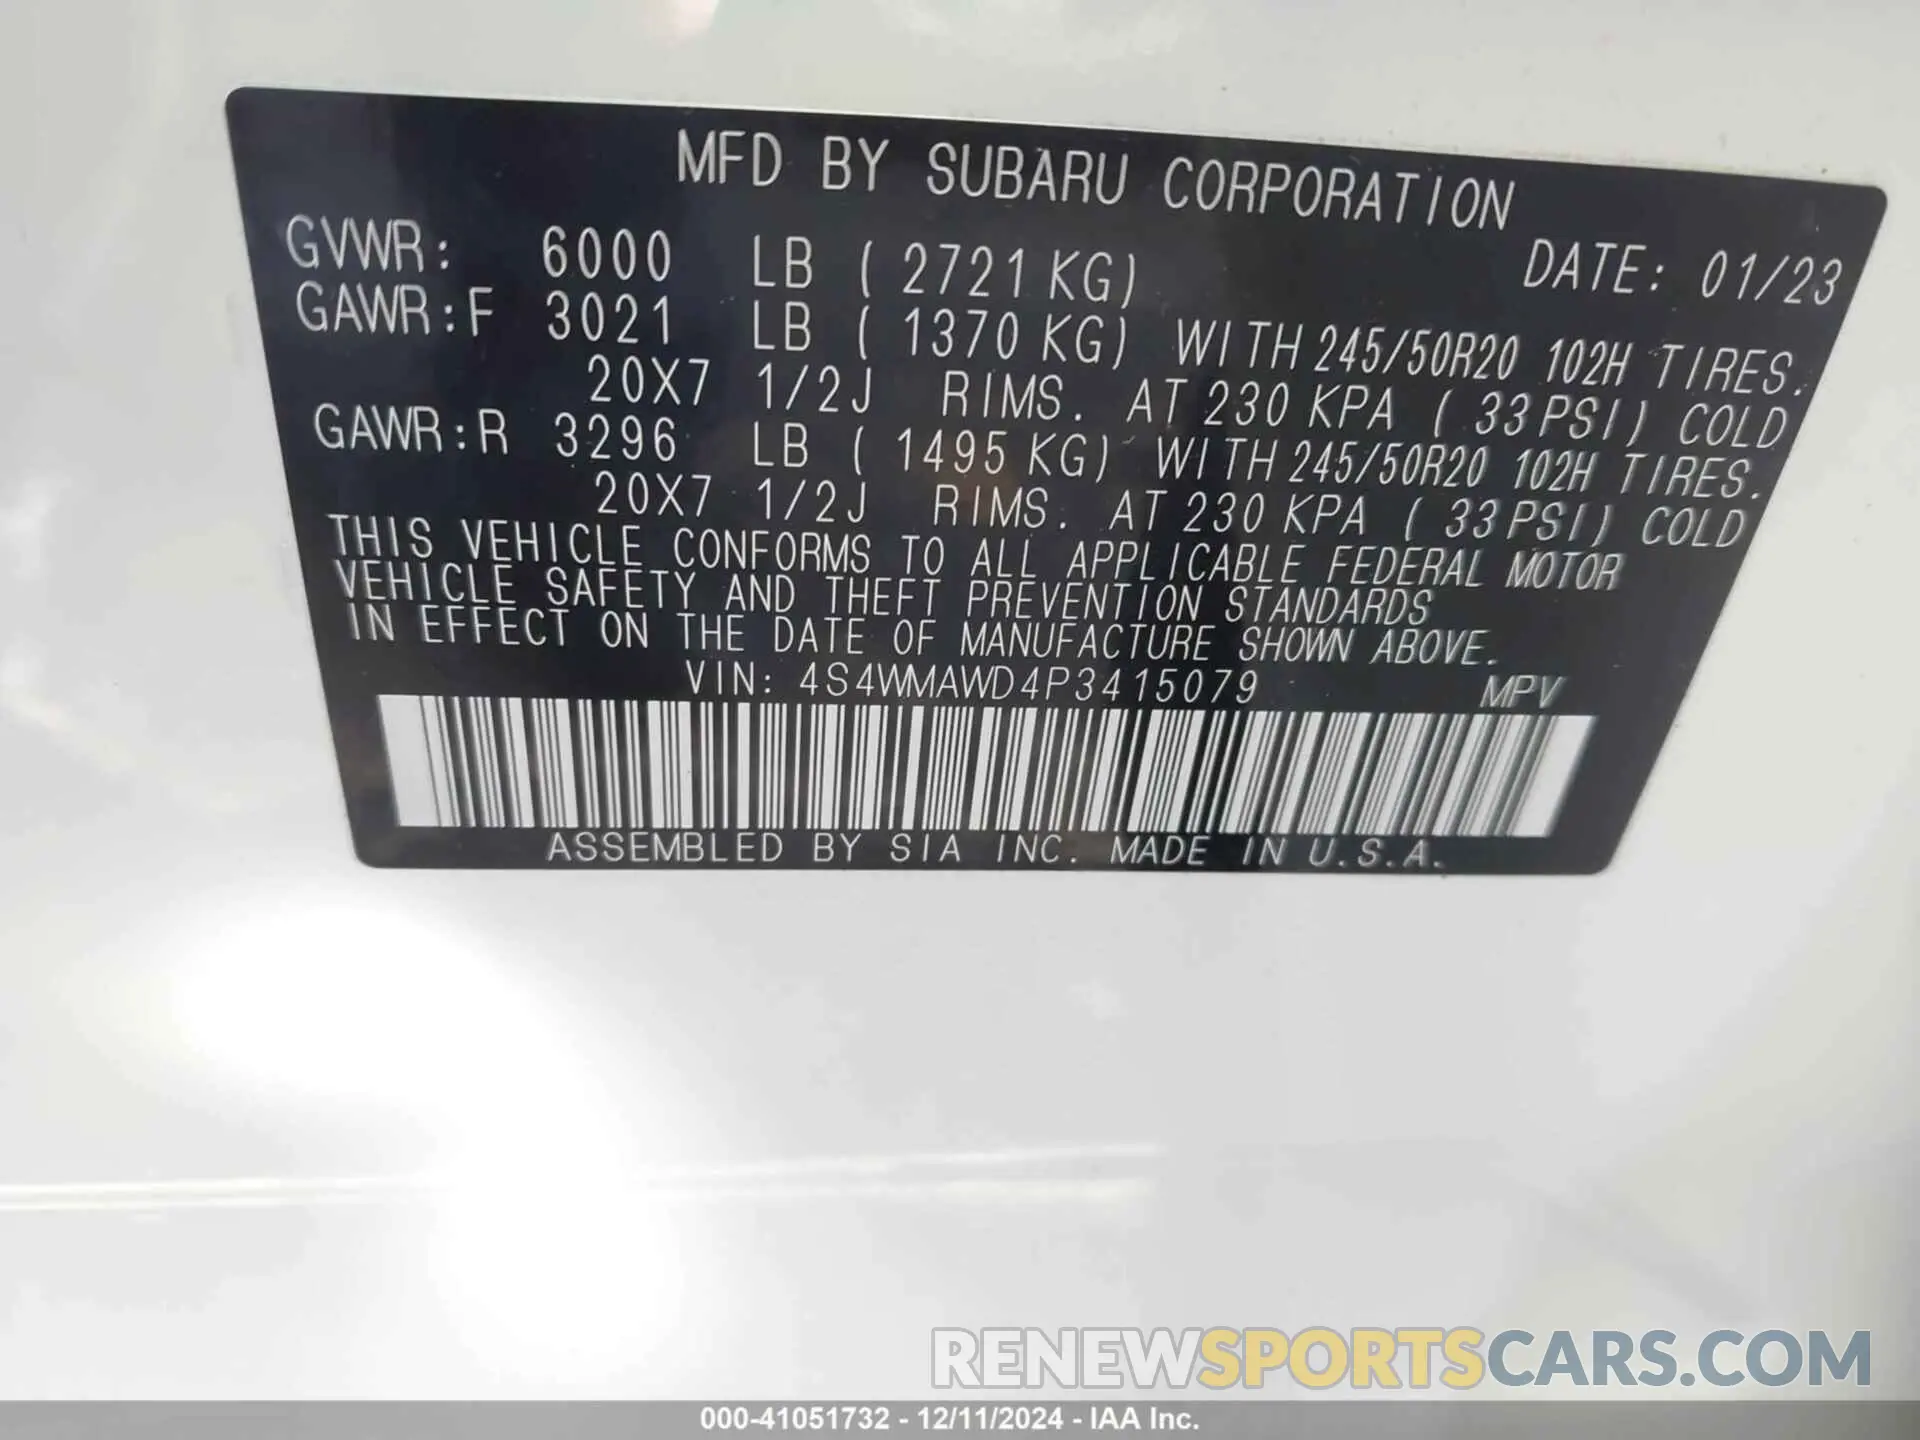 MFD BY SUBARU CORPORATION
GVWR: 6000 LB ( 2721 KG) DATE: 01/23
GAWR:F 3021 LB ( 1370 KG) WITH 245/50R20 102H TIRES.
20X7 1/2J RIMS. AT 230 KPA ( 33 PSI) COLD
GAWR:R 3296 LB ( 1495 KG) WITH 245/50R20 102H TIRES.
20X7 1/2J RIMS. AT 230 KPA ( 33 PSI) COLD
THIS VEHICLE CONFORMS TO ALL APPLICABLE FEDERAL MOTOR
VEHICLE SAFETY AND THEFT PREVENTION STANDARDS
IN EFFECT ON THE DATE OF MANUFACTURE SHOWN ABOVE.
VIN: 4S4WMAWD4P3415079 MPV
ASSEMBLED BY SIA INC. MADE IN U.S.A.
RENEWSPORTSCARS.COM
000-41051732 - 12/11/2024 - IAA Inc.